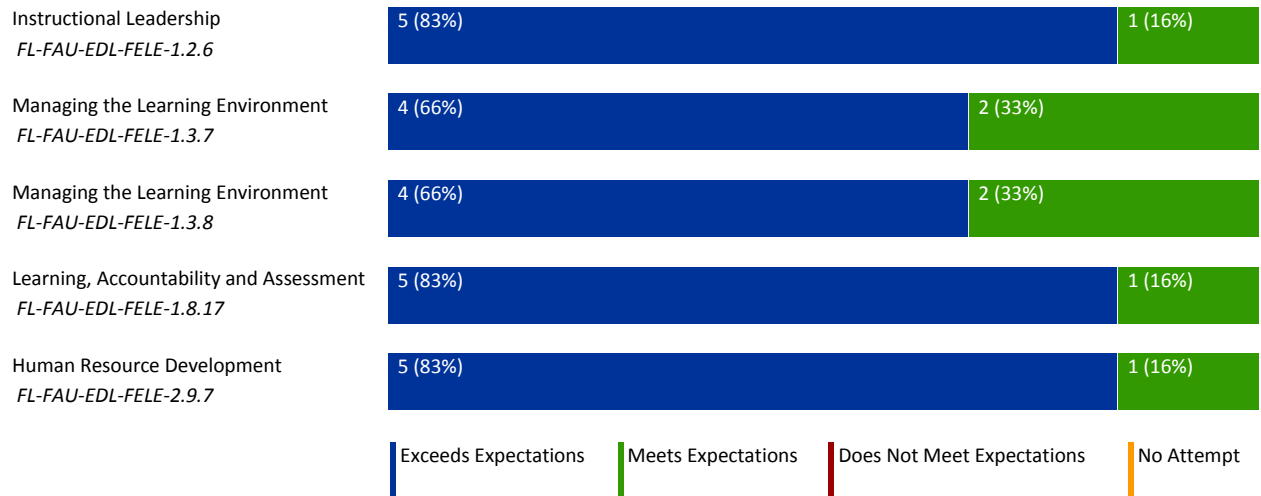 Instructional Leadership
FL-FAU-EDL-FELE-1.2.6
5 (83%) 1 (16%)
Managing the Learning Environment
FL-FAU-EDL-FELE-1.3.7
4 (66%) 2 (33%)
Managing the Learning Environment
FL-FAU-EDL-FELE-1.3.8
4 (66%) 2 (33%)
Learning, Accountability and Assessment
FL-FAU-EDL-FELE-1.8.17
5 (83%) 1 (16%)
Human Resource Development
FL-FAU-EDL-FELE-2.9.7
5 (83%) 1 (16%)
Exceeds Expectations Meets Expectations Does Not Meet Expectations No Attempt